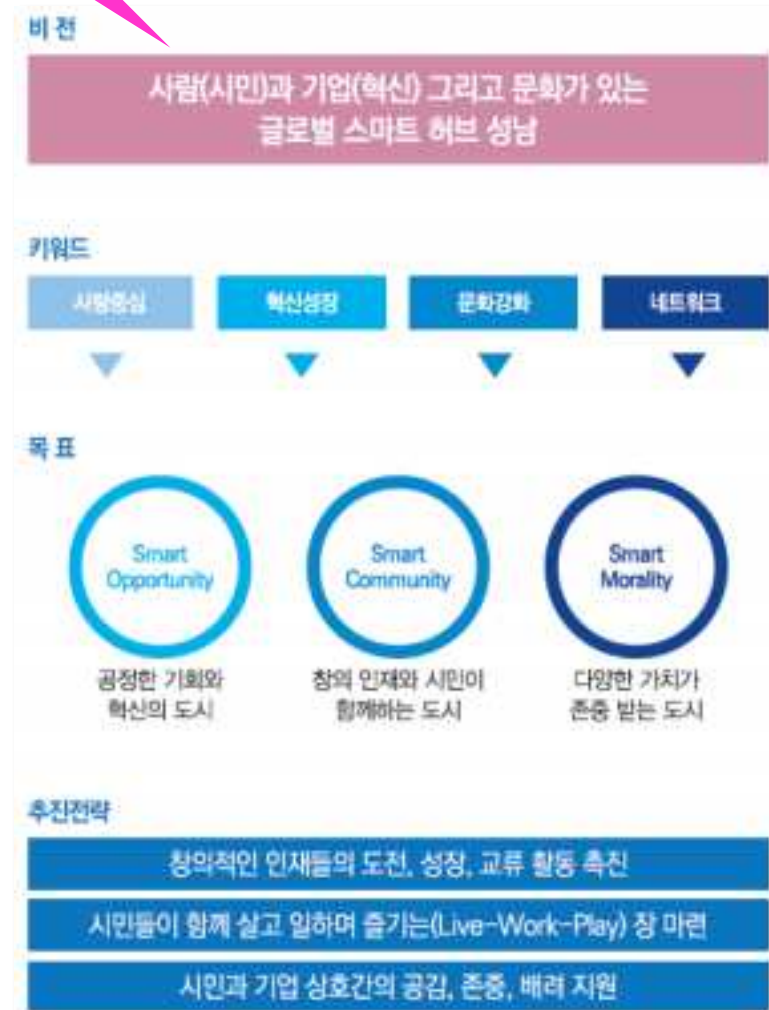 비 전
사람(시민)과 기업(혁신) 그리고 문화가 있는
글로벌 스마트 허브 성남
키워드
사람중심 혁신성장 문화강화 네트워크
목 표
Smart Smart Smart
Opportunity Community Morality
공정한 기회와 창의 인재와 시민이 다양한 가치가
혁신의 도시 함께하는 도시 존중 받는 도시
추진전략
창의적인 인재들의 도전, 성장, 교류 활동 촉진
시민들이 함께 살고 일하며 즐기는(Live-Work-Play) 장 마련
시민과 기업 상호간의 공감, 존중, 배려 지원